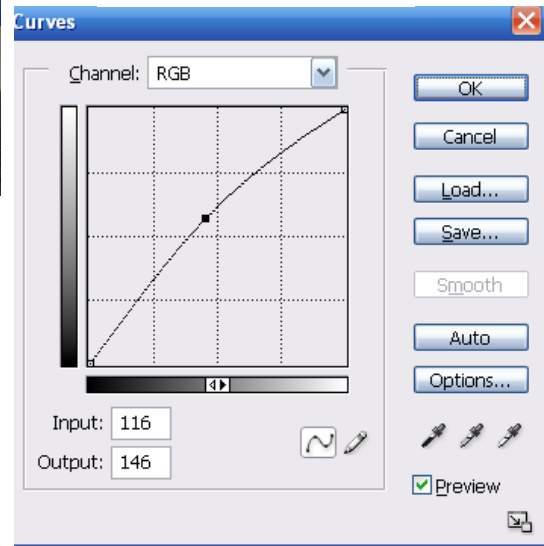 Curves
Channel: RGB
OK
Cancel
Load...
Save...
Smooth
Auto
Options...
Input: 116
Output: 146
Preview